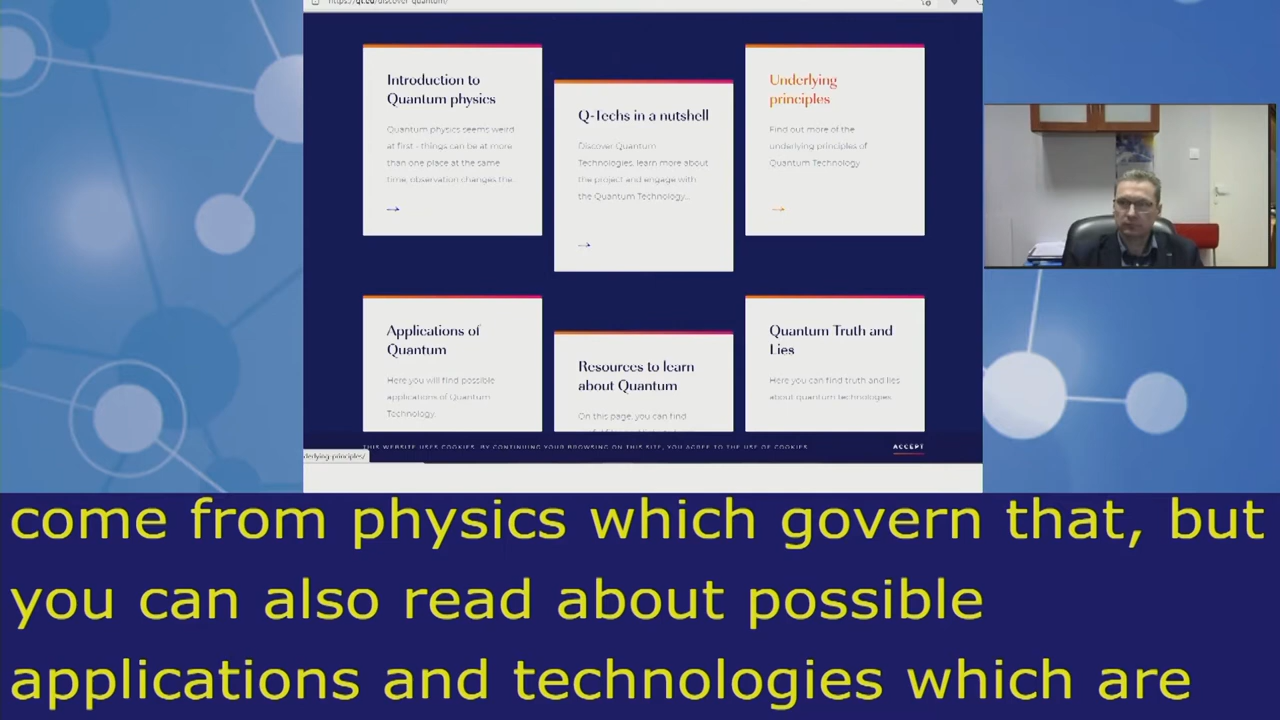 https://qt.eu/discover-quantum/
Introduction to
Quantum physics
Quantum physics seems weird
at first - things can be at more
than one place at the same
time, observation changes the...
Q-Techs in a nutshell
Discover Quantum
Technologies, learn more about
the project and engage with
the Quantum Technology...
Underlying
principles
Find out more of the
underlying principles of
Quantum Technology
Applications of
Quantum
Here you will find possible
applications of Quantum
Technology.
Resources to learn
about Quantum
On this page, you can find
Quantum Truth and
Lies
Here you can find truth and lies
about quantum technologies.
THIS WEBSITE USES COOKIES. BY CONTINUING YOUR BROWSING ON THIS SITE, YOU AGREE TO THE USE OF COOKIES.
ACCEPT
derlying-principles/
come from physics which govern that, but
you can also read about possible
applications and technologies which are